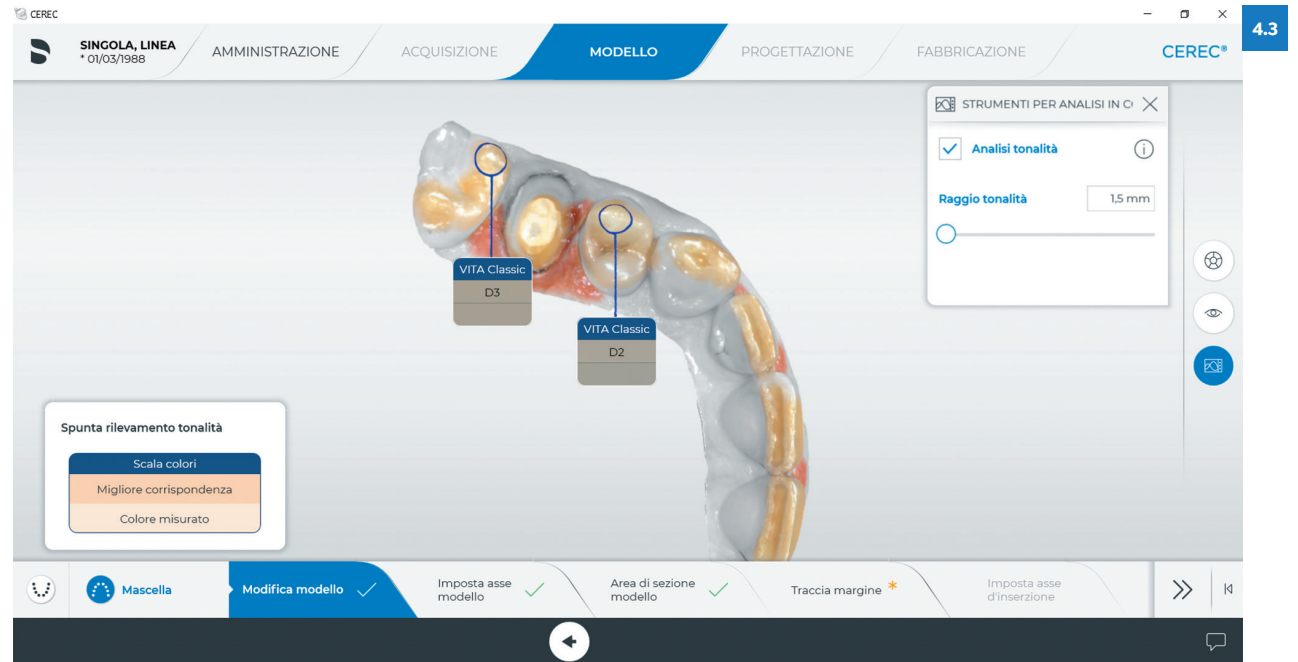 CEREC
4.3
SINGOLA, LINEA
* 01/03/1988
AMMINISTRAZIONE
ACQUISIZIONE
MODELLO
PROGETTAZIONE
FABBRICAZIONE
CEREC®
STRUMENTI PER ANALISI IN
Analisi tonalità
Raggio tonalità
1,5 mm
VITA Classic
D3
VITA Classic
D2
Spunta rilevamento tonalità
Scala colori
Migliore corrispondenza
Colore misurato
Mascella
Modifica modello
Imposta asse
modello
Area di sezione
modello
Traccia margine *
Imposta asse
d'inserzione